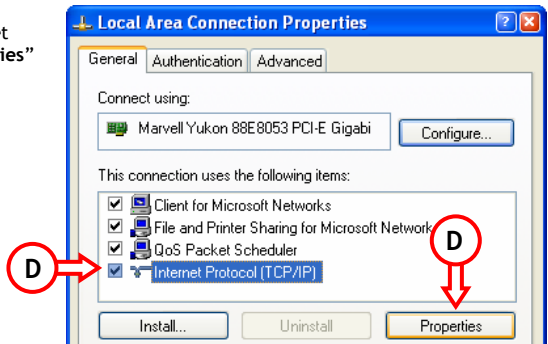 et
ies”
Local Area Connection Properties
General Authentication Advanced
Connect using:
Marvell Yukon 88E8053 PCI-E Gigabi Configure...
This connection uses the following items:
Client for Microsoft Networks
File and Printer Sharing for Microsoft Network
QoS Packet Scheduler
D
D Internet Protocol (TCP/IP)
Install... Uninstall Properties